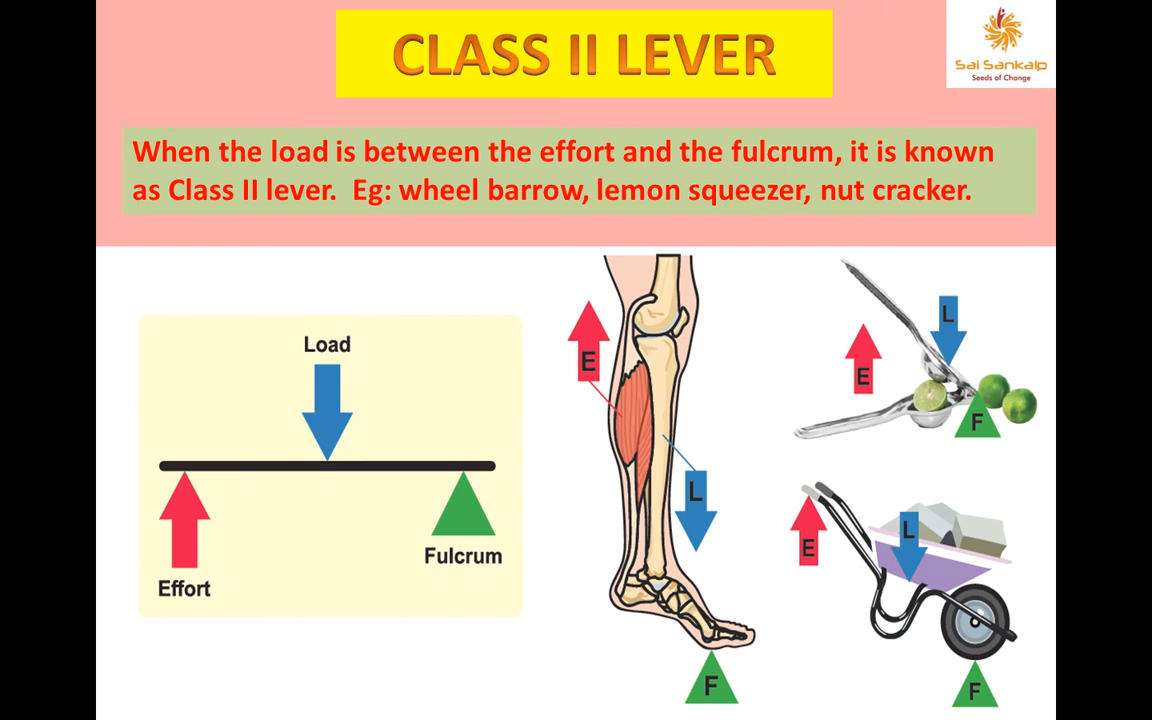 CLASS II LEVER
Sai Sankalp
Seeds of Change
When the load is between the effort and the fulcrum, it is known
as Class II lever.  Eg: wheel barrow, lemon squeezer, nut cracker.
Load
Effort
Fulcrum
E
L
F
E
L
F
E
L
F